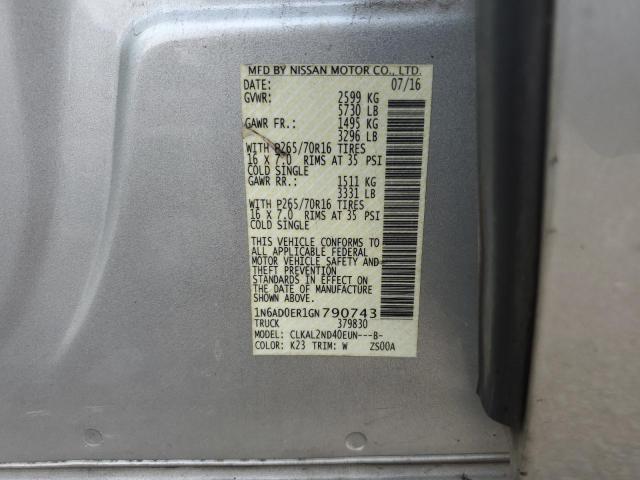 MFD BY NISSAN MOTOR CO., LTD.
DATE: 07/16
GVWR: 2599 KG
5730 LB
GAWR FR.: 1495 KG
3296 LB
WITH P265/70R16 TIRES
16 X 7.0 RIMS AT 35 PSI
COLD SINGLE
GAWR RR.: 1511 KG
3331 LB
WITH P265/70R16 TIRES
16 X 7.0 RIMS AT 35 PSI
COLD SINGLE
THIS VEHICLE CONFORMS TO
ALL APPLICABLE FEDERAL
MOTOR VEHICLE SAFETY AND
THEFT PREVENTION
STANDARDS IN EFFECT ON
THE DATE OF MANUFACTURE
SHOWN ABOVE.
1N6AD0ER1GN790743
TRUCK 379830
MODEL: CLKAL2ND40EUN---B-
COLOR: K23 TRIM: W ZS00A